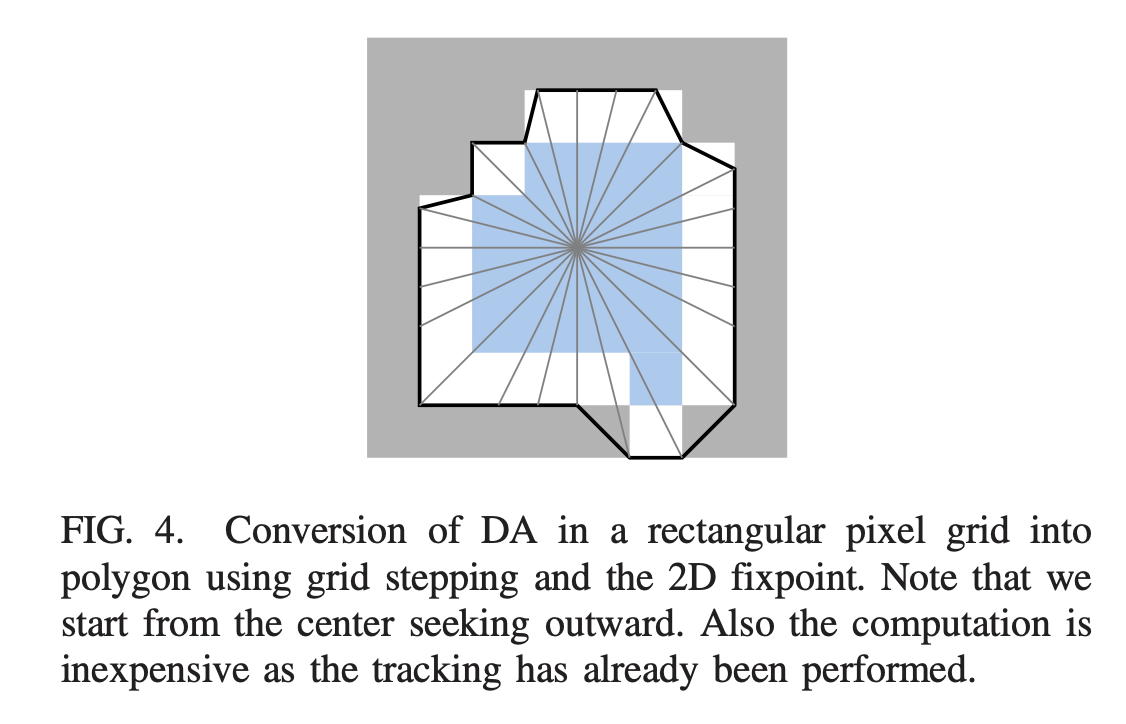 FIG. 4. Conversion of DA in a rectangular pixel grid into
polygon using grid stepping and the 2D fixpoint. Note that we
start from the center seeking outward. Also the computation is
inexpensive as the tracking has already been performed.